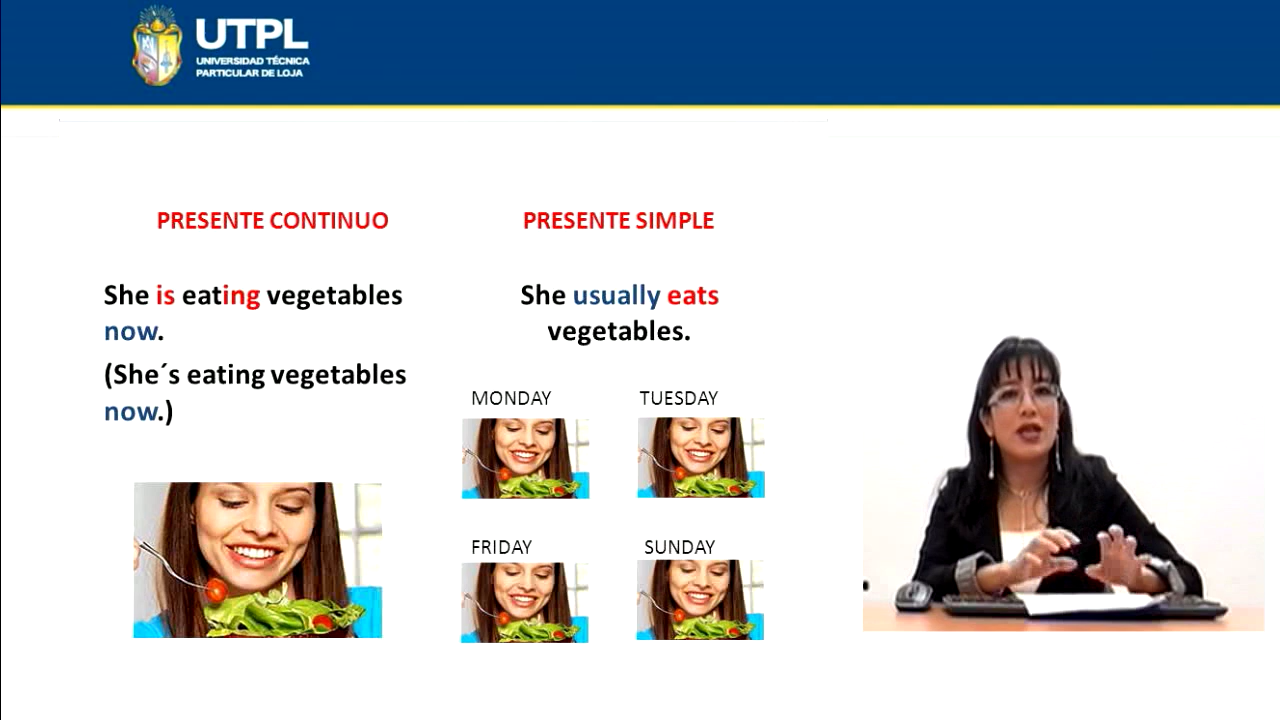 UTPL
UNIVERSIDAD TÉCNICA
PARTICULAR DE LOJA
PRESENTE CONTINUO
She is eating vegetables
now.
(She´s eating vegetables
now.)
PRESENTE SIMPLE
She usually eats
vegetables.
MONDAY
TUESDAY
FRIDAY
SUNDAY